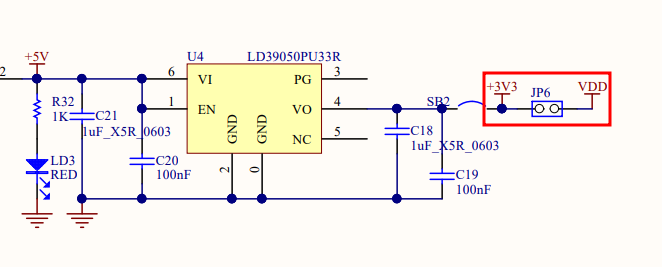 +5V
U4
LD39050PU33R
2
6
VI
PG
3
+3V3
VDD
R32
1K
C21
1uF_X5R_0603
1
EN
VO
4
SB2
JP6
GND
GND
NC
5
C18
1uF_X5R_0603
LD3
RED
C20
100nF
2
0
C19
100nF